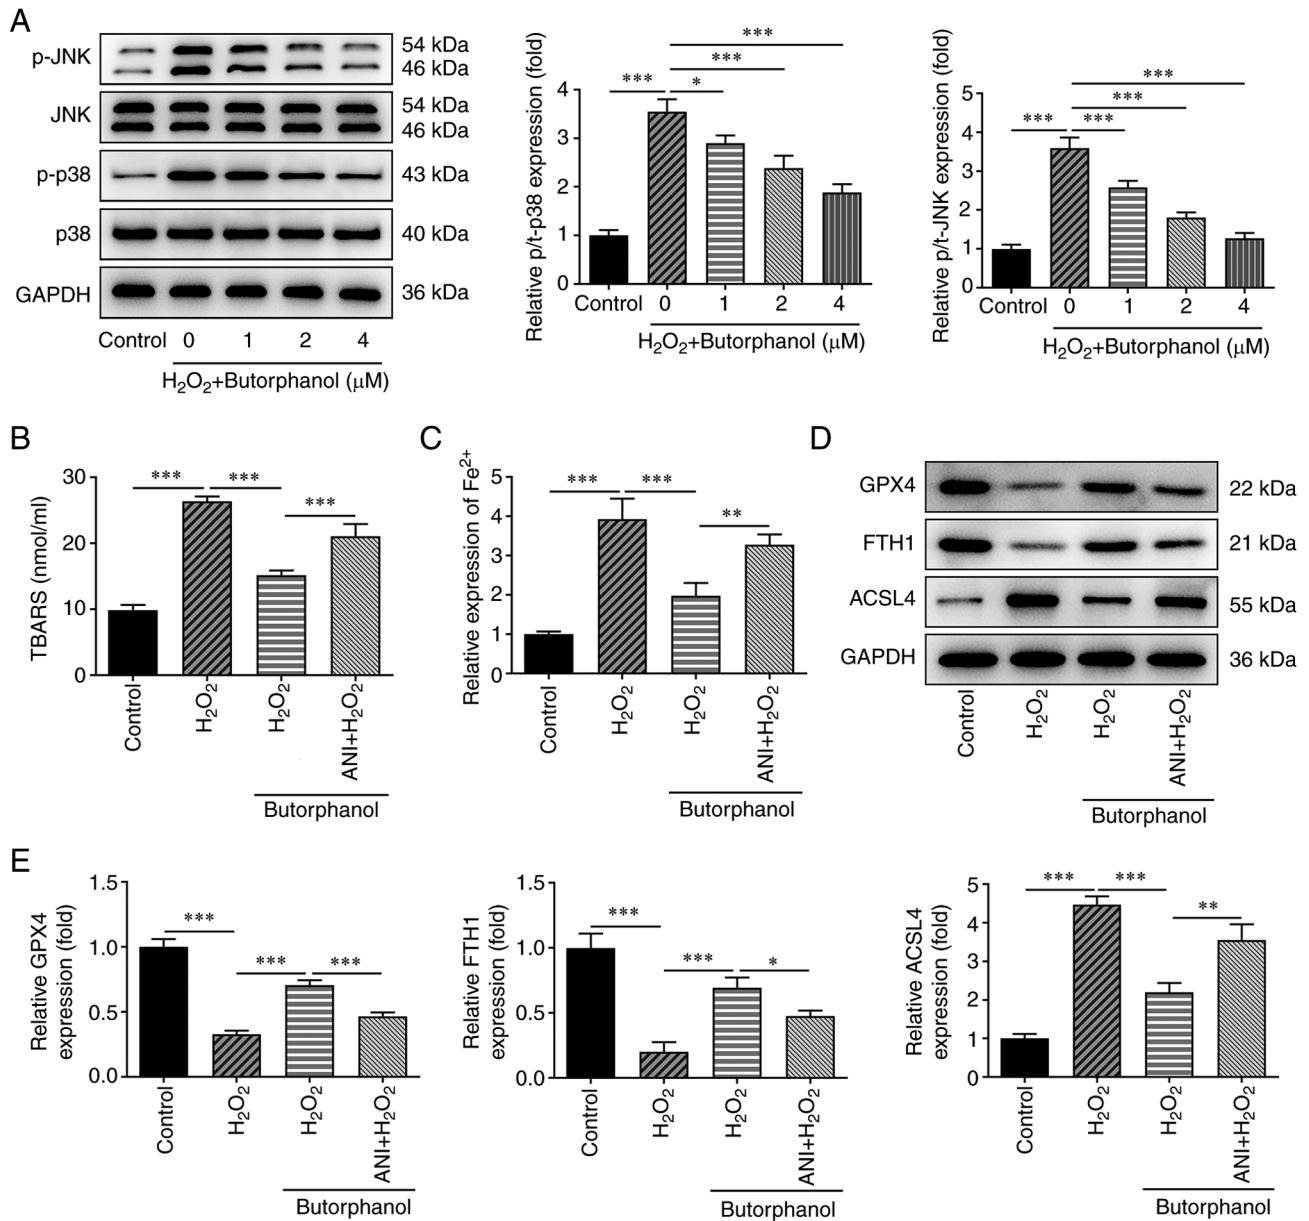 A
p-JNK
54 kDa
46 kDa
JNK
54 kDa
46 kDa
p-p38
43 kDa
p38
40 kDa
GAPDH
36 kDa
Control 0 1 2 4
H₂O₂+Butorphanol (μM)
Relative p/t-p38 expression (fold)
4
3
2
1
0
***
***
***
*
Control 0 1 2 4
H₂O₂+Butorphanol (μM)
Relative p/t-JNK expression (fold)
5
4
3
2
1
0
***
***
*** ***
Control 0 1 2 4
H₂O₂+Butorphanol (μM)
B
TBARS (nmol/ml)
30
20
10
0
*** *** ***
Control
H₂O₂
H₂O₂
ANI+H₂O₂
Butorphanol
C
Relative expression of Fe²⁺
5
4
3
2
1
0
*** *** **
Control
H₂O₂
H₂O₂
ANI+H₂O₂
Butorphanol
D
GPX4
22 kDa
FTH1
21 kDa
ACSL4
55 kDa
GAPDH
36 kDa
Control
H₂O₂
H₂O₂
ANI+H₂O₂
Butorphanol
E
Relative GPX4
expression (fold)
1.5
1.0
0.5
0.0
*** *** ***
Control
H₂O₂
H₂O₂
ANI+H₂O₂
Butorphanol
Relative FTH1
expression (fold)
1.5
1.0
0.5
0.0
*** *** *
Control
H₂O₂
H₂O₂
ANI+H₂O₂
Butorphanol
Relative ACSL4
expression (fold)
5
4
3
2
1
0
*** *** **
Control
H₂O₂
H₂O₂
ANI+H₂O₂
Butorphanol